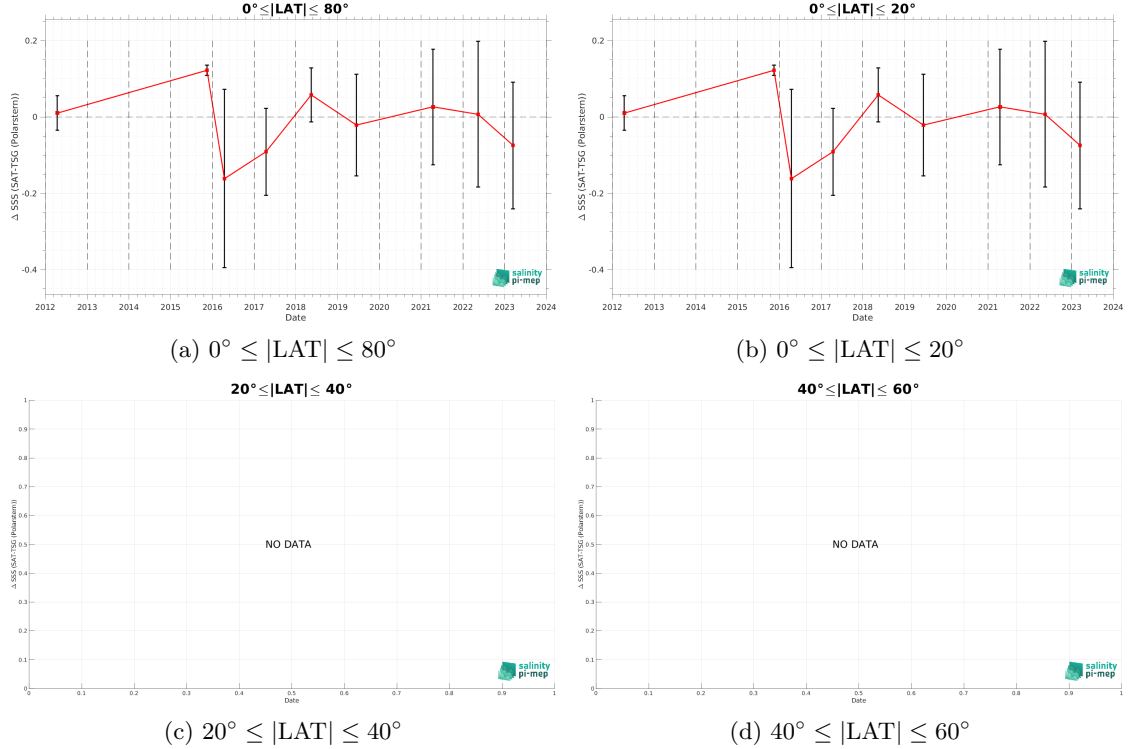 0°≤|LAT|≤ 80°
Δ SSS (SAT-TSG (Polarstern))
0.2
0
-0.2
-0.4
2012 2013 2014 2015 2016 2017 2018 2019 2020 2021 2022 2023 2024
Date
salinity
pi-mep
(a) 0° ≤ |LAT| ≤ 80°
0°≤|LAT|≤ 20°
Δ SSS (SAT-TSG (Polarstern))
0.2
0
-0.2
-0.4
2012 2013 2014 2015 2016 2017 2018 2019 2020 2021 2022 2023 2024
Date
salinity
pi-mep
(b) 0° ≤ |LAT| ≤ 20°
20°≤|LAT|≤ 40°
Δ SSS (SAT-TSG (Polarstern))
1
0.9
0.8
0.7
0.6
0.5
0.4
0.3
0.2
0.1
0
NO DATA
0 0.1 0.2 0.3 0.4 0.5 0.6 0.7 0.8 0.9 1
Date
salinity
pi-mep
(c) 20° ≤ |LAT| ≤ 40°
40°≤|LAT|≤ 60°
Δ SSS (SAT-TSG (Polarstern))
1
0.9
0.8
0.7
0.6
0.5
0.4
0.3
0.2
0.1
0
NO DATA
0 0.1 0.2 0.3 0.4 0.5 0.6 0.7 0.8 0.9 1
Date
salinity
pi-mep
(d) 40° ≤ |LAT| ≤ 60°